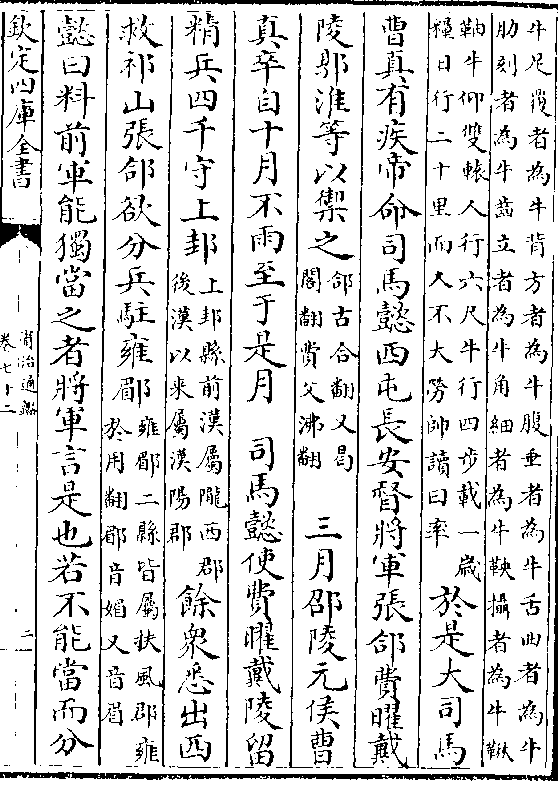 牛足覆者為牛背方者為牛腹垂者為牛舌曲者為牛
肋刻者為牛齒立者為牛角細者為牛鞅攝者為牛鞦
軸牛仰雙轅人行六尺牛行四步載一嵗
糧日行二十里而人不大勞帥讀曰率
於是大司馬
曹真有疾帝命司馬懿西屯長安督將軍張郃費曜戴
陵郭淮等以禦之
郃古合翻又曷
閣翻費父沸翻
三月邵陵元侯曹
真卒自十月不雨至于是月 司馬懿使費曜戴陵留
精兵四千守上邽
上邽縣前漢屬隴西郡
後漢以來屬漢陽郡
餘衆悉出西
救祁山張郃欲分兵駐雍郿
雍郿二縣皆屬扶風郡雍
於用翻郿音媚又音眉
懿曰料前軍能獨當之者將軍言是也若不能當而分
欽定四庫全書
資治通鑑
卷七十二
二